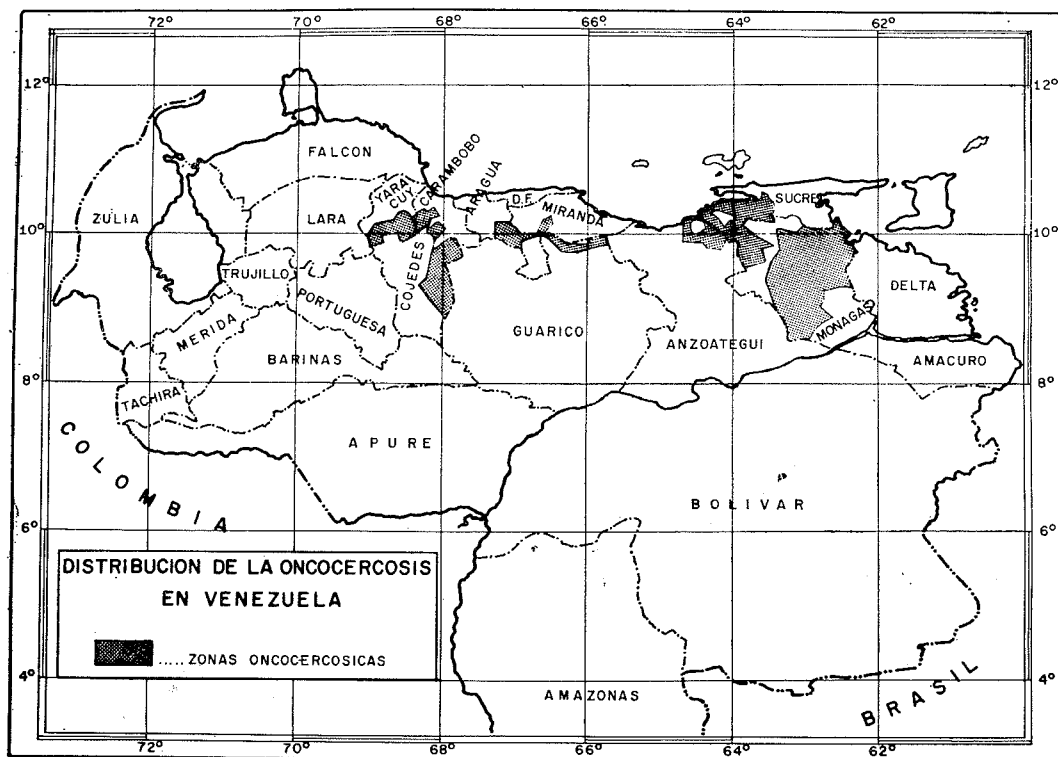 72° 70° 68° 66° 64° 62°
12° 12°
FALCON
YARA
CUY
CARAMBOBO
ARAGUA
D.F.
MIRANDA
SUCRE
ZULIA
LARA
10° 10°
COJEDES
TRUJILLO
PORTUGUESA
DELTA
MERIDA
GUARICO
MONAGAS
ANZOATEGUI
BARINAS
AMACURO
8° 8°
TACHIRA
APURE
COLOMBIA
BOLIVAR
6° 6°
DISTRIBUCION DE LA ONCOCERCOSIS
EN VENEZUELA
..... ZONAS ONCOCERCOSICAS
4° 4°
AMAZONAS
BRASIL
72° 70° 68° 66° 64° 62°